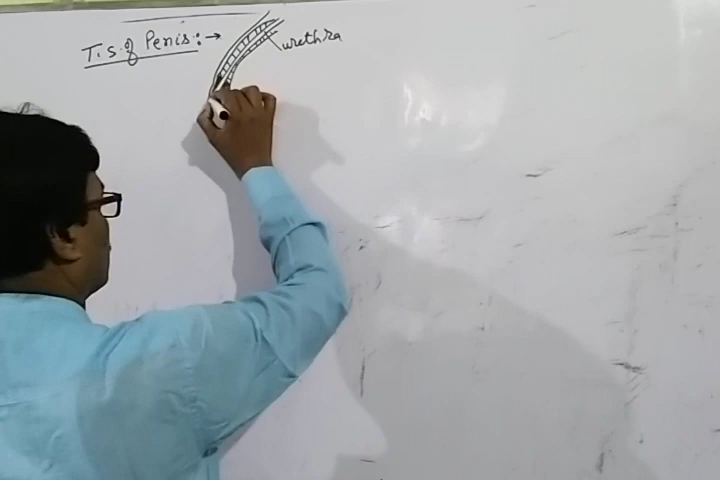 T.S. of Penis:→
urethra